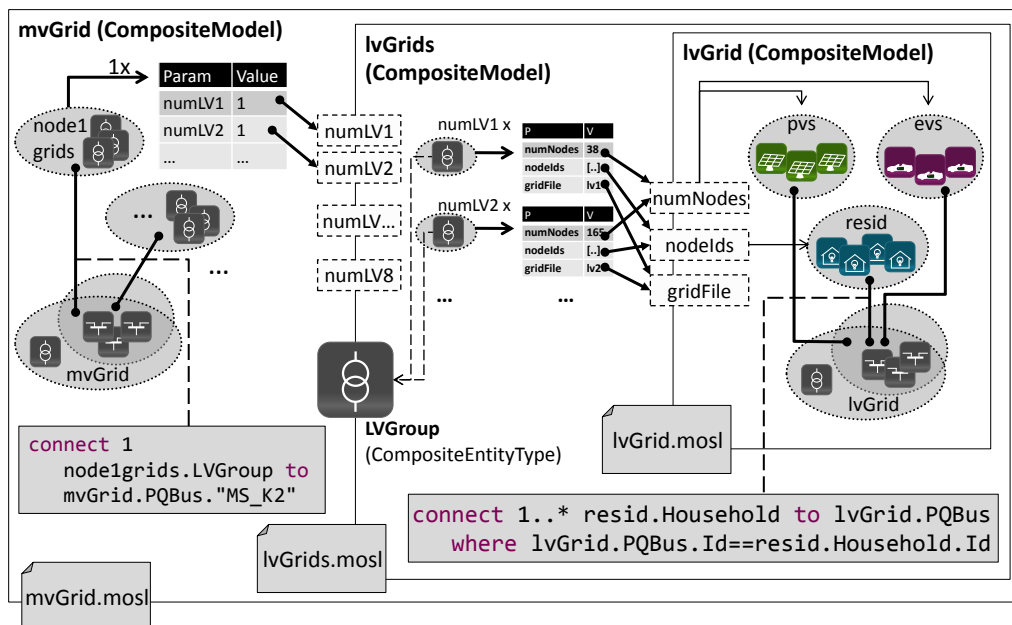 mvGrid (CompositeModel)
1x
Param Value
numLV1 1
numLV2 1
... ...
node1
grids
...
...
mvGrid
connect 1
node1grids.LVGroup to
mvGrid.PQBus."MS_K2"
mvGrid.mosl
lvGrids
(CompositeModel)
numLV1
numLV2
numLV...
numLV8
numLV1 x
P V
numNodes 38
nodeIds [..]
gridFile lv1
numLV2 x
P V
numNodes 165
nodeIds [..]
gridFile lv2
... ...
LVGroup
(CompositeEntityType)
lvGrids.mosl
lvGrid (CompositeModel)
numNodes
nodeIds
gridFile
pvs
evs
resid
lvGrid
lvGrid.mosl
connect 1..* resid.Household to lvGrid.PQBus
where lvGrid.PQBus.Id==resid.Household.Id